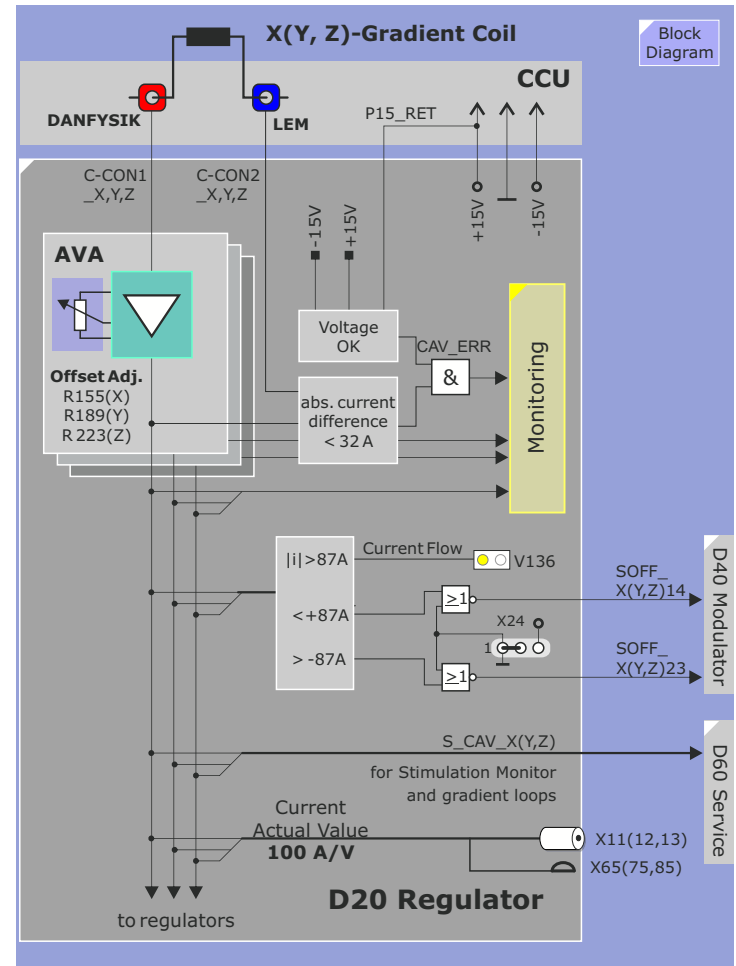 X(Y, Z)-Gradient Coil
Block
Diagram
CCU
P15_RET
DANFYSIK
LEM
C-CON1
_X,Y,Z
C-CON2
_X,Y,Z
-15V
+15V
+15V
-15V
AVA
Voltage
OK
CAV_ERR
&
Monitoring
Offset Adj.
R155(X)
R189(Y)
R 223(Z)
abs. current
difference
< 32 A
|i|>87A
Current Flow
V136
<+87A
≥1
X24
1
> -87A
≥1
SOFF_
X(Y,Z)14
SOFF_
X(Y,Z)23
D40 Modulator
S_CAV_X(Y,Z)
for Stimulation Monitor
and gradient loops
D60 Service
Current
Actual Value
100 A/V
X11(12,13)
X65(75,85)
D20 Regulator
to regulators